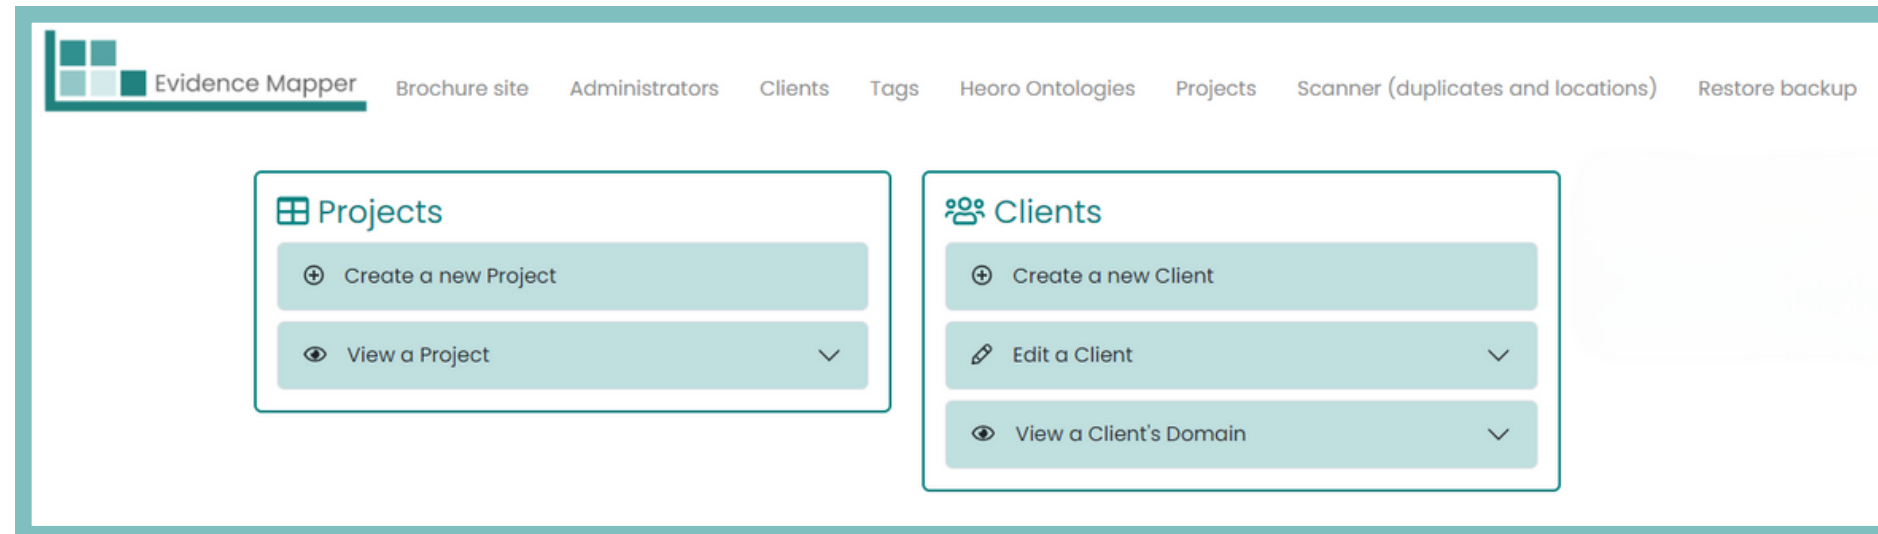 Evidence Mapper Brochure site Administrators Clients Tags Heoro Ontologies Projects Scanner (duplicates and locations) Restore backup
Projects
Create a new Project
View a Project
Clients
Create a new Client
Edit a Client
View a Client's Domain